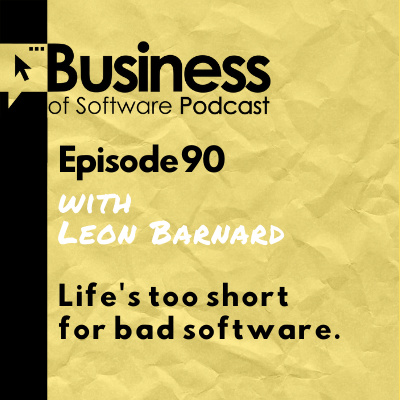 Business
of Software Podcast
Episode 90
with
Leon Barnard
Life's too short
for bad software.